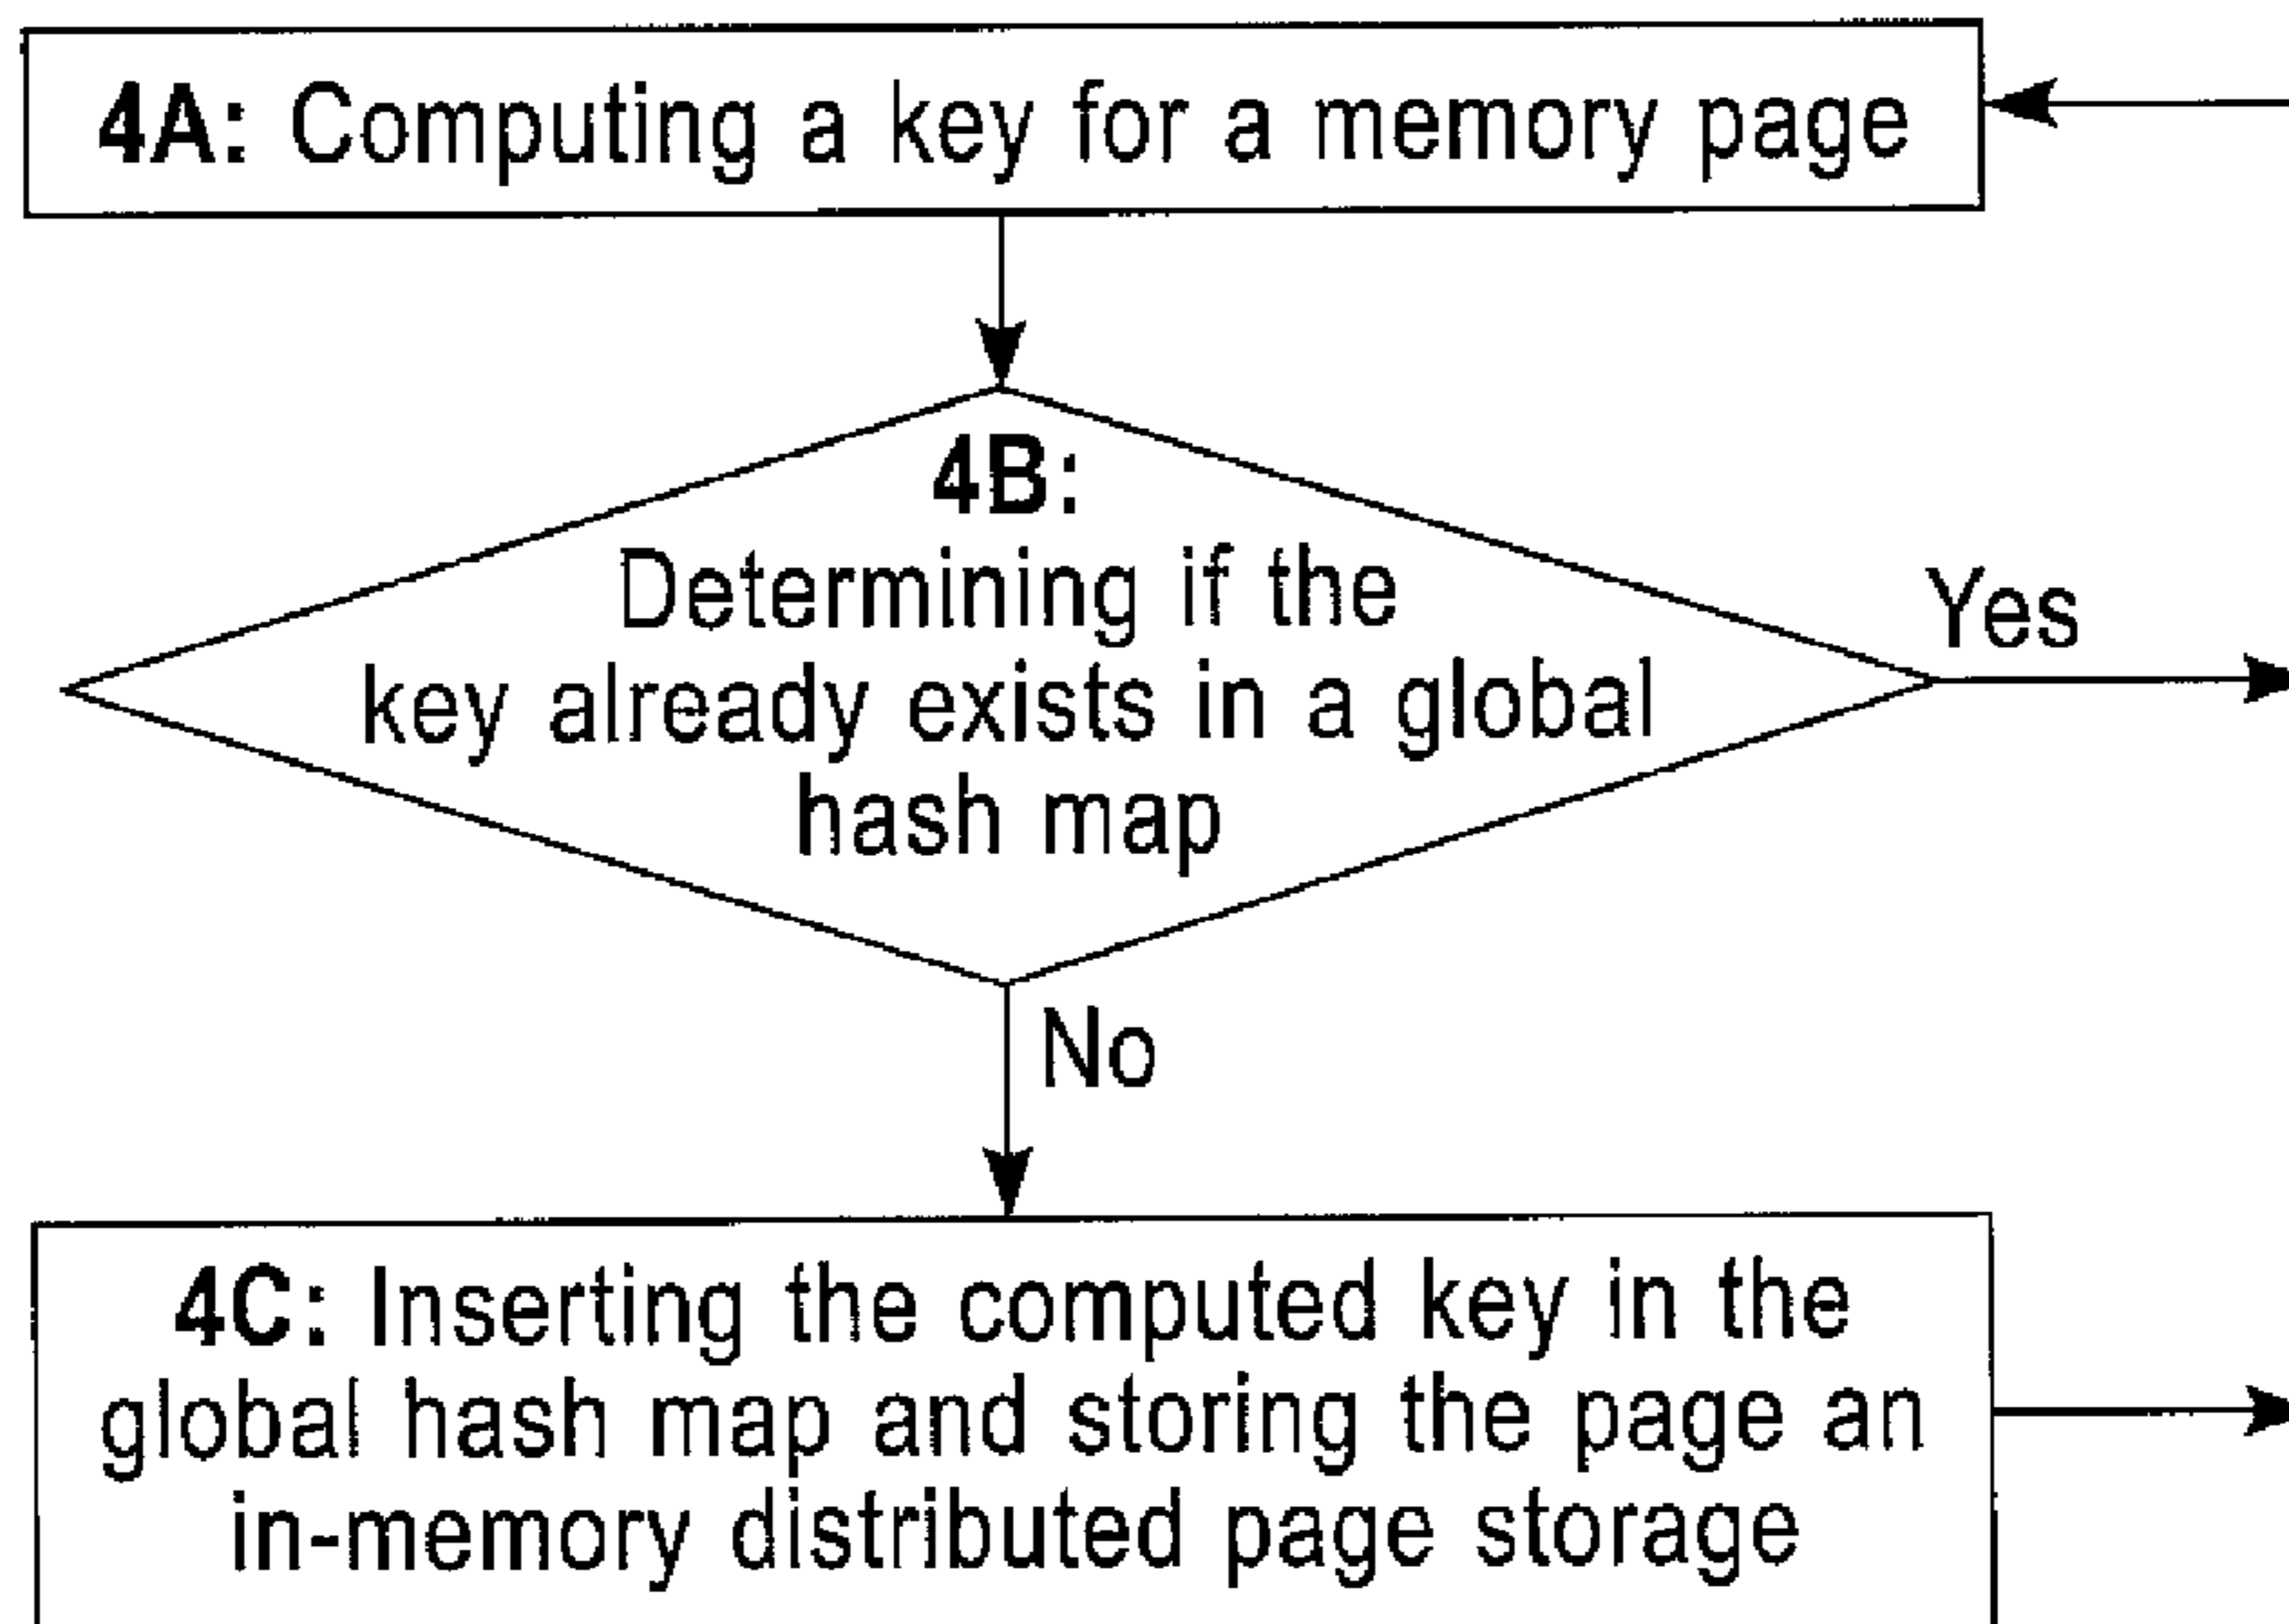 4A: Computing a key for a memory page
4B:
Determining if the
key already exists in a global
hash map
Yes
No
4C: Inserting the computed key in the
global hash map and storing the page an
in-memory distributed page storage